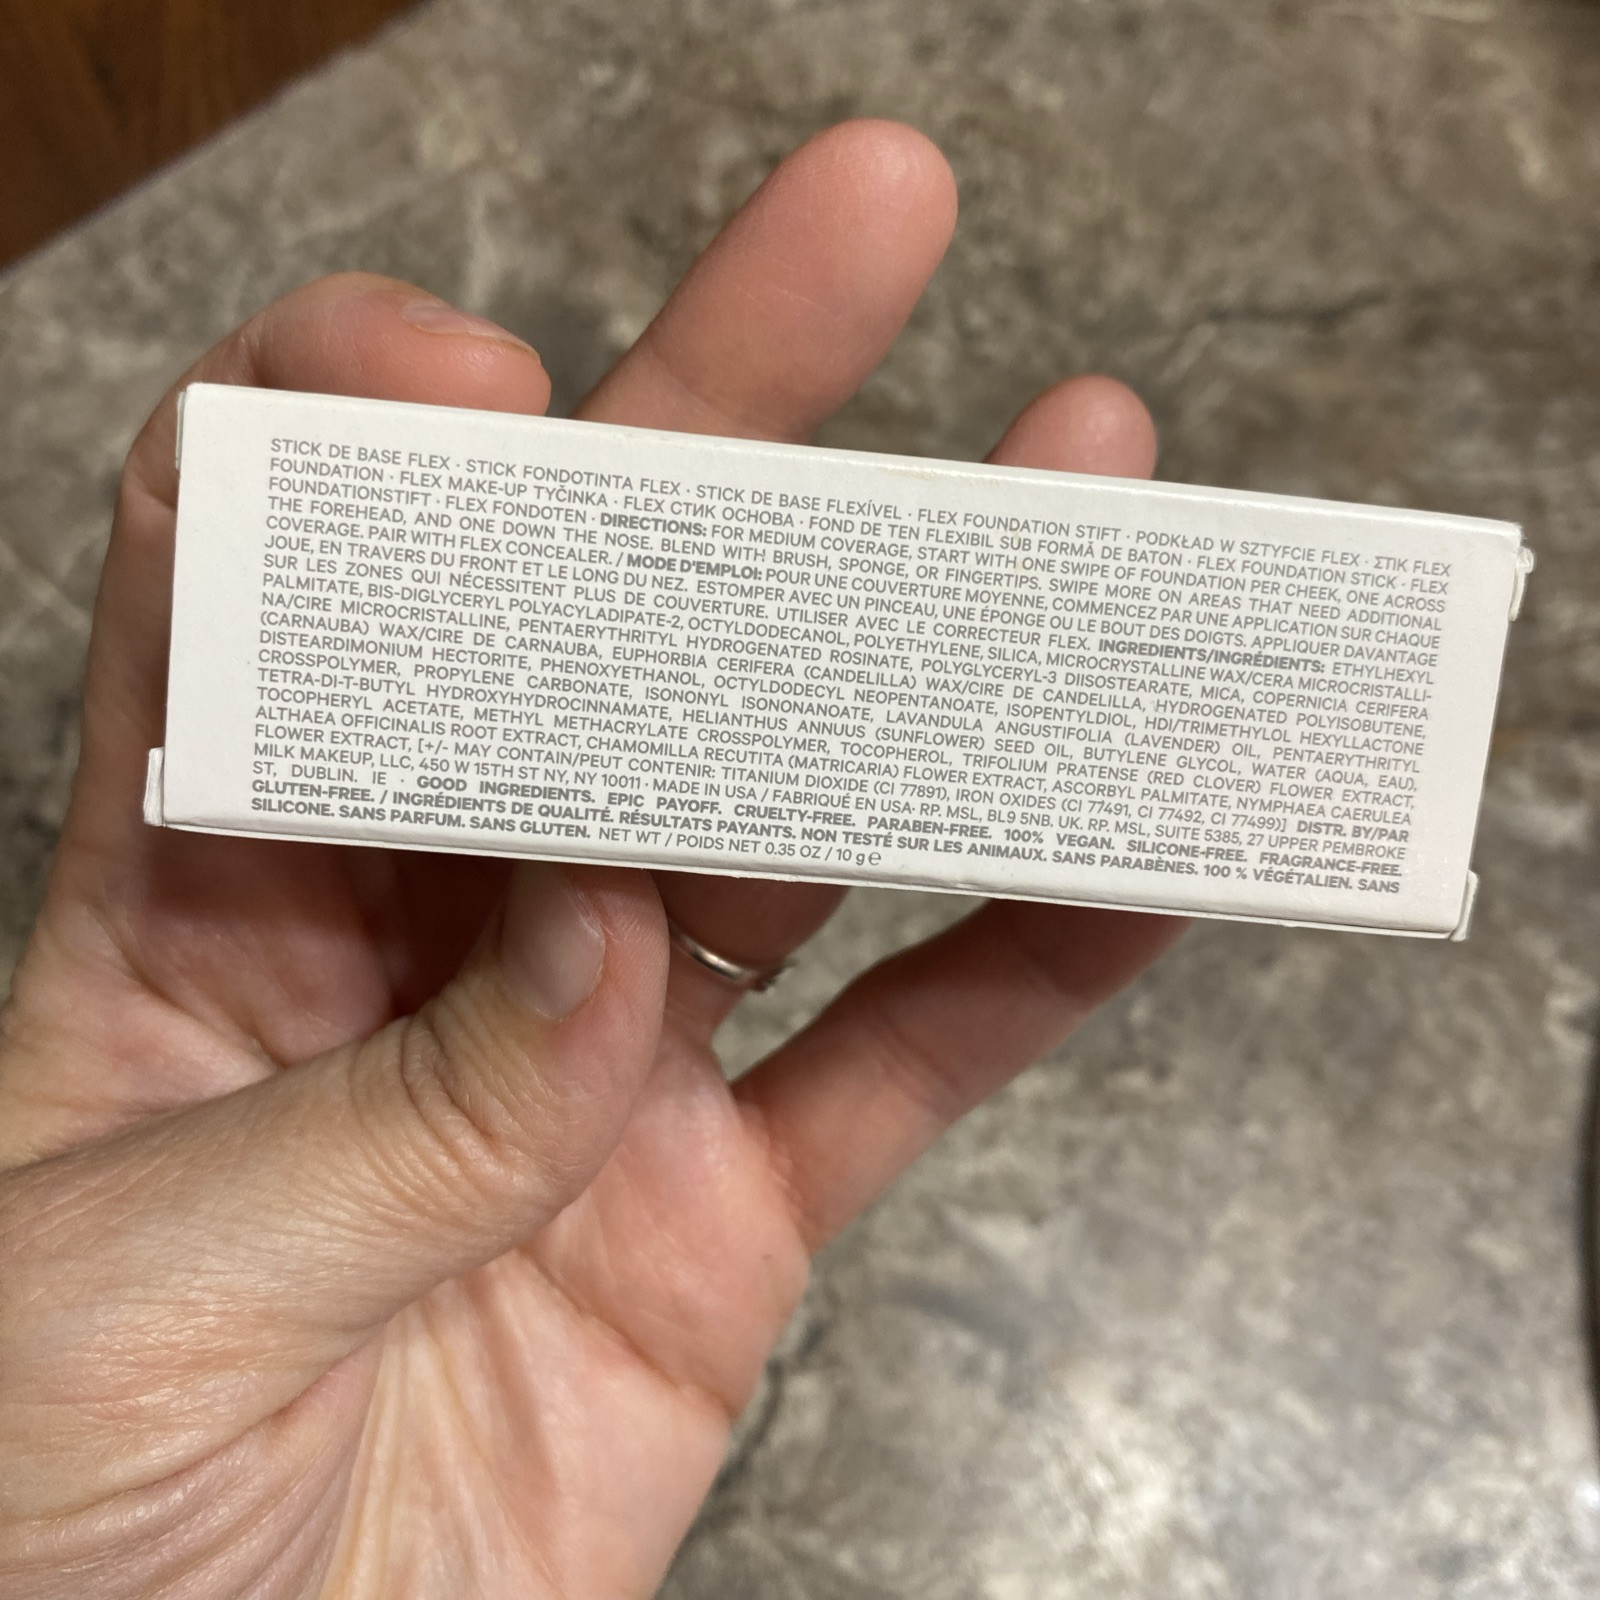 STICK DE BASE FLEX · STICK FONDOTINTA FLEX · STICK DE BASE FLEXÍVEL · FLEX FOUNDATION STIFT · PODKŁAD W SZTYFCIE FLEX · ΣΤΙΚ FLEX
FOUNDATION · FLEX MAKE-UP TYČINKA · FLEX СТИК ОСНОВА · FOND DE TEN FLEXIBIL SUB FORMĂ DE BATON · FLEX FOUNDATION STICK · FLEX
FOUNDATIONSTIFT · FLEX FONDOTEN · DIRECTIONS: FOR MEDIUM COVERAGE, START WITH ONE SWIPE OF FOUNDATION PER CHEEK, ONE ACROSS
THE FOREHEAD, AND ONE DOWN THE NOSE. BLEND WITH BRUSH, SPONGE, OR FINGERTIPS. SWIPE MORE ON AREAS THAT NEED ADDITIONAL
COVERAGE. PAIR WITH FLEX CONCEALER. / MODE D'EMPLOI: POUR UNE COUVERTURE MOYENNE, COMMENCEZ PAR UNE APPLICATION SUR CHAQUE
JOUE, EN TRAVERS DU FRONT ET LE LONG DU NEZ. ESTOMPER AVEC UN PINCEAU, UNE ÉPONGE OU LE BOUT DES DOIGTS. APPLIQUER DAVANTAGE
SUR LES ZONES QUI NÉCESSITENT PLUS DE COUVERTURE. UTILISER AVEC LE CORRECTEUR FLEX. INGREDIENTS/INGRÉDIENTS: ETHYLHEXYL
PALMITATE, BIS-DIGLYCERYL POLYACYLADIPATE-2, OCTYLDODECANOL, POLYETHYLENE, SILICA, MICROCRYSTALLINE WAX/CERA MICROCRISTALLI-
NA/CIRE MICROCRISTALLINE, PENTAERYTHRITYL HYDROGENATED ROSINATE, POLYGLYCERYL-3 DIISOSTEARATE, MICA, COPERNICIA CERIFERA
(CARNAUBA) WAX/CIRE DE CARNAUBA, EUPHORBIA CERIFERA (CANDELILLA) WAX/CIRE DE CANDELILLA, HYDROGENATED POLYISOBUTENE,
DISTEARDIMONIUM HECTORITE, PHENOXYETHANOL, OCTYLDODECYL NEOPENTANOATE, ISOPENTYLDIOL, HDI/TRIMETHYLOL HEXYLLACTONE
CROSSPOLYMER, PROPYLENE CARBONATE, ISONONYL ISONONANOATE, LAVANDULA ANGUSTIFOLIA (LAVENDER) OIL, PENTAERYTHRITYL
TETRA-DI-T-BUTYL HYDROXYHYDROCINNAMATE, HELIANTHUS ANNUUS (SUNFLOWER) SEED OIL, BUTYLENE GLYCOL, WATER (AQUA, EAU),
TOCOPHERYL ACETATE, METHYL METHACRYLATE CROSSPOLYMER, TOCOPHEROL, TRIFOLIUM PRATENSE (RED CLOVER) FLOWER EXTRACT,
ALTHAEA OFFICINALIS ROOT EXTRACT, CHAMOMILLA RECUTITA (MATRICARIA) FLOWER EXTRACT, ASCORBYL PALMITATE, NYMPHAEA CAERULEA
FLOWER EXTRACT, [+/- MAY CONTAIN/PEUT CONTENIR: TITANIUM DIOXIDE (CI 77891), IRON OXIDES (CI 77491, CI 77492, CI 77499)] DISTR. BY/PAR
MILK MAKEUP, LLC, 450 W 15TH ST NY, NY 10011 · MADE IN USA / FABRIQUÉ EN USA· RP. MSL, BL9 5NB. UK. RP. MSL, SUITE 5385, 27 UPPER PEMBROKE
ST, DUBLIN. IE · GOOD INGREDIENTS. EPIC PAYOFF. CRUELTY-FREE. PARABEN-FREE. 100% VEGAN. SILICONE-FREE. FRAGRANCE-FREE.
GLUTEN-FREE. / INGRÉDIENTS DE QUALITÉ. RÉSULTATS PAYANTS. NON TESTÉ SUR LES ANIMAUX. SANS PARABÈNES. 100 % VÉGÉTALIEN. SANS
SILICONE. SANS PARFUM. SANS GLUTEN. NET WT / POIDS NET 0.35 OZ / 10 g ℮